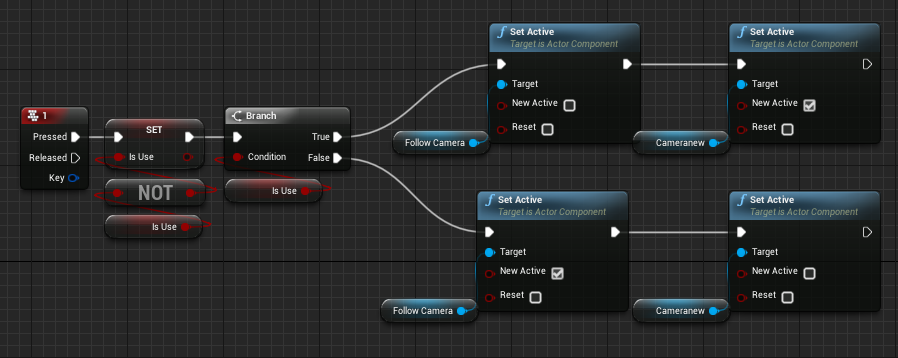 1
Pressed
Released
Key
SET
Is Use
NOT
Is Use
Branch
True
Condition
False
Is Use
Set Active
Target is Actor Component
Target
New Active
Reset
Follow Camera
Set Active
Target is Actor Component
Target
New Active
Reset
Cameranew
Set Active
Target is Actor Component
Target
New Active
Reset
Follow Camera
Set Active
Target is Actor Component
Target
New Active
Reset
Cameranew